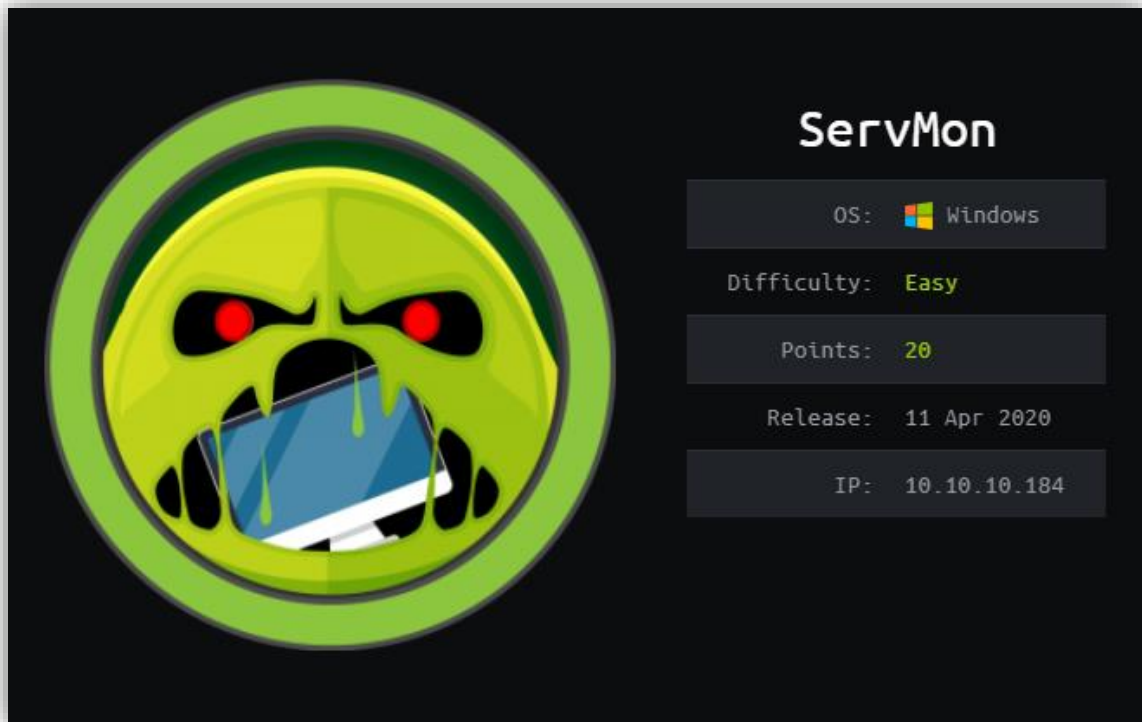 ServMon
OS: Windows
Difficulty: Easy
Points: 20
Release: 11 Apr 2020
IP: 10.10.10.184